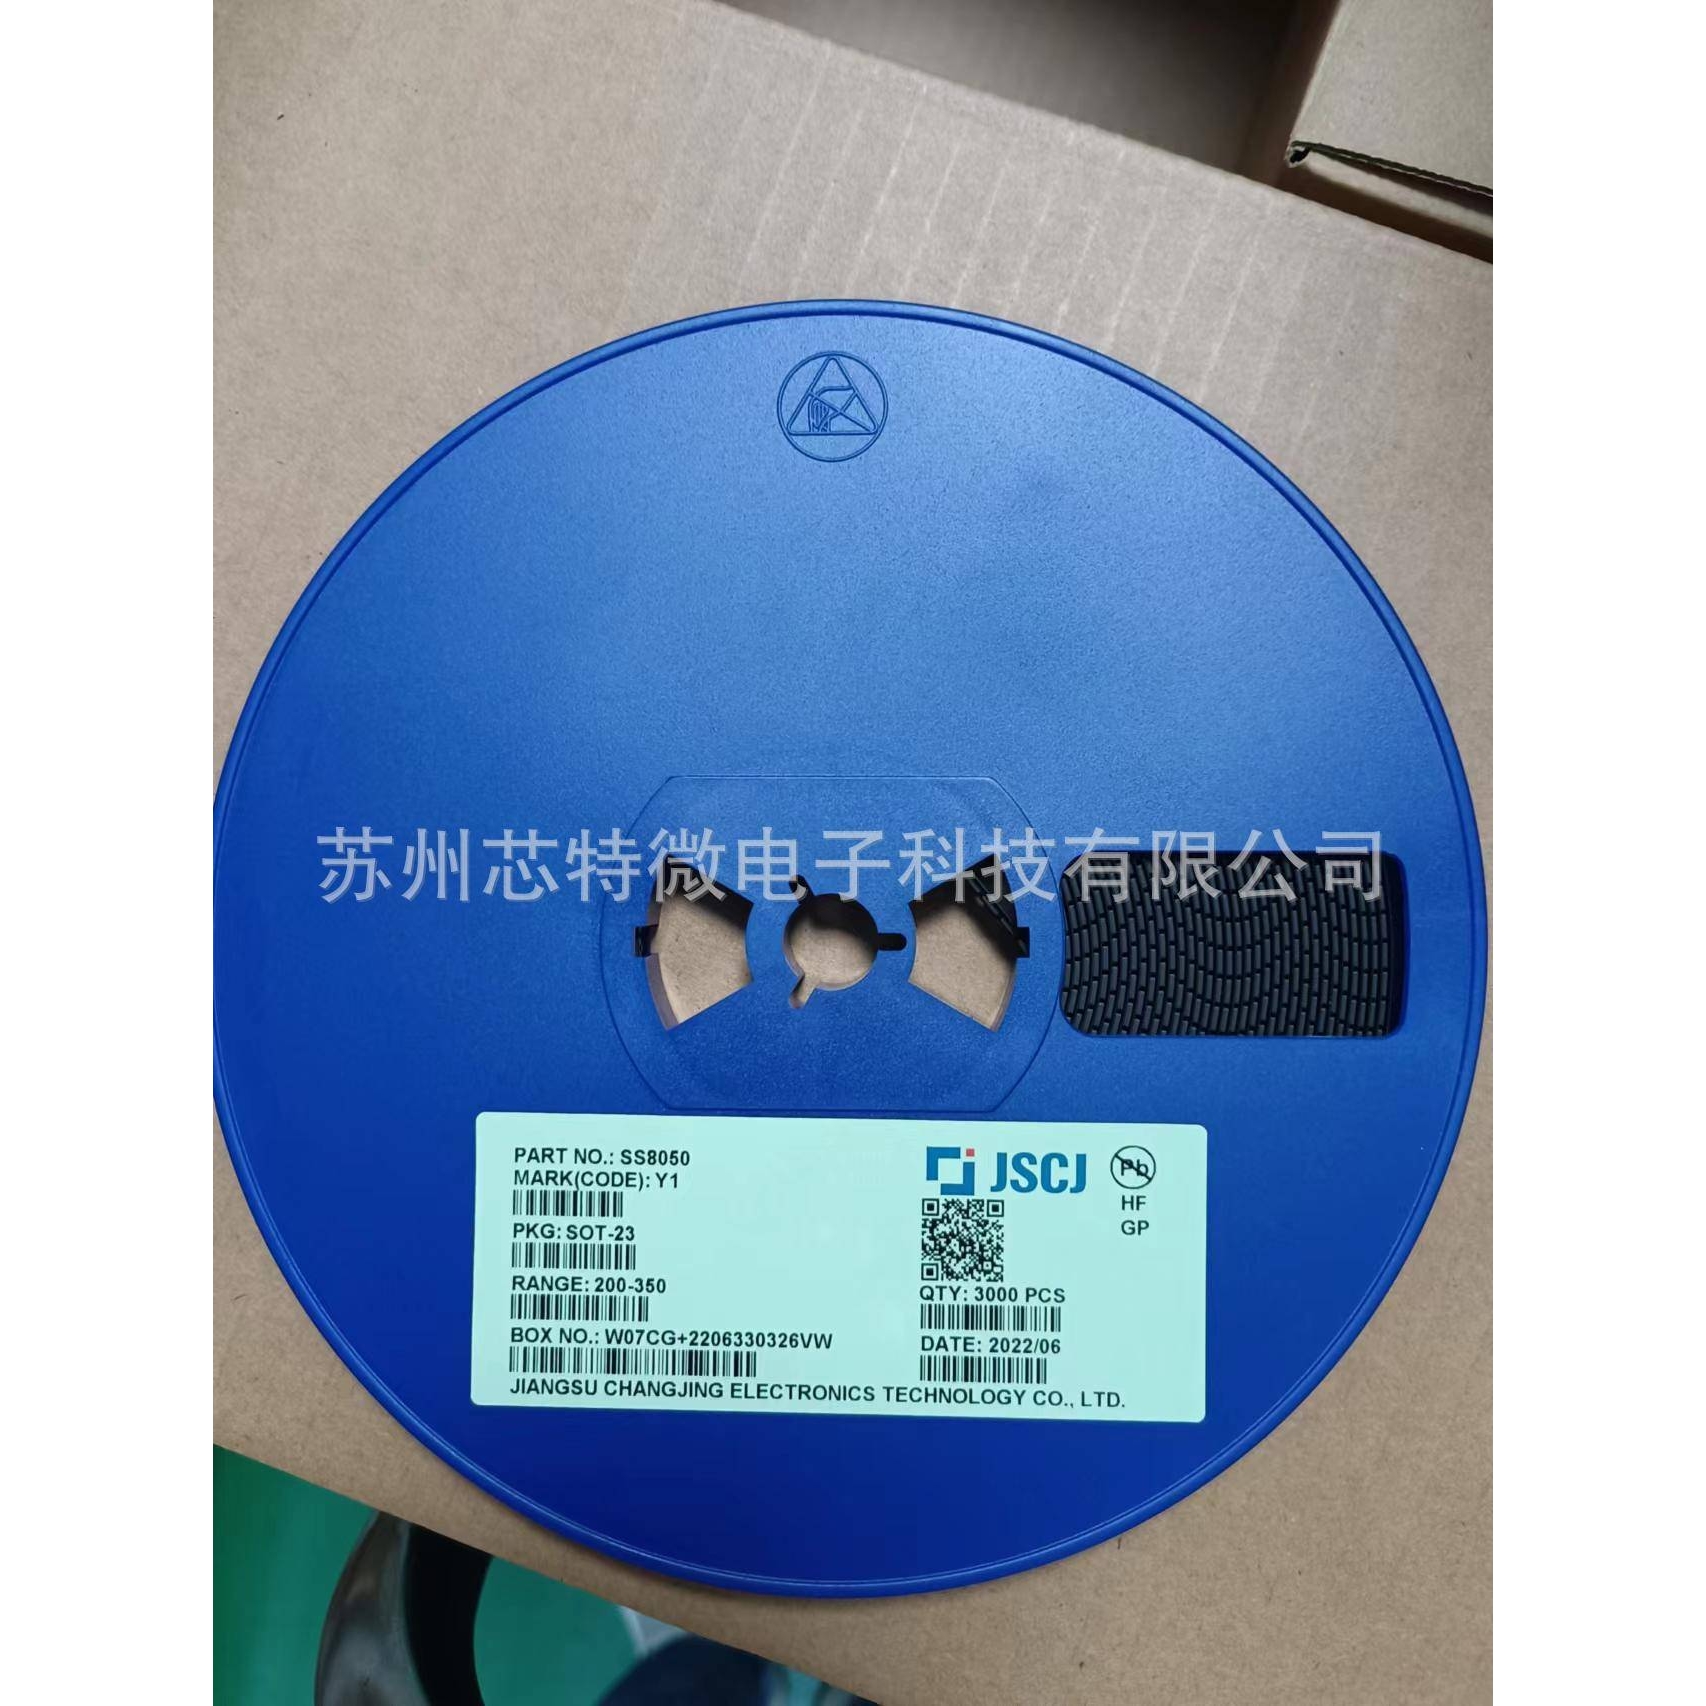 苏州芯特微电子科技有限公司
PART NO.: SS8050
MARK(CODE): Y1
PKG: SOT-23
RANGE: 200-350
BOX NO.: W07CG+2206330326VW
JSCJ
Pb
HF
GP
QTY: 3000 PCS
DATE: 2022/06
JIANGSU CHANGJING ELECTRONICS TECHNOLOGY CO., LTD.